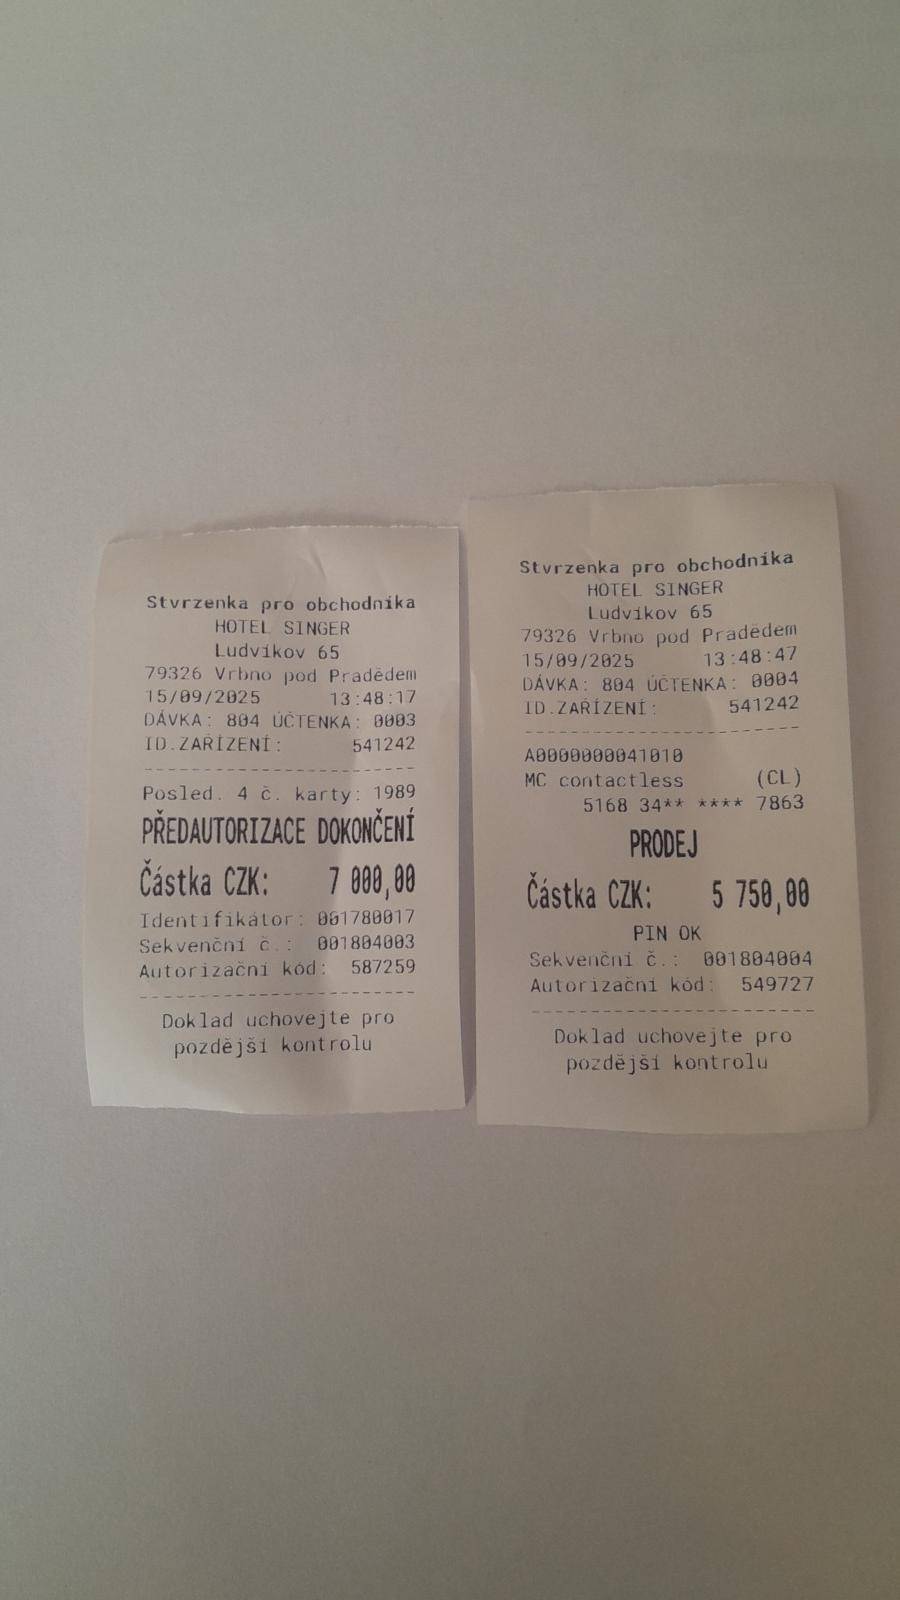 Stvrzenka pro obchodníka
HOTEL SINGER
Ludvíkov 65
79326 Vrbno pod Pradědem
15/09/2025 13:48:17
DÁVKA: 804 ÚČTENKA: 0003
ID.ZAŘÍZENÍ: 541242
Posled. 4 č. karty: 1989
PŘEDAUTORIZACE DOKONČENÍ
Částka CZK: 7 000,00
Identifikátor: 001780017
Sekvenční č.: 001804003
Autorizační kód: 587259
Doklad uchovejte pro
pozdější kontrolu
Stvrzenka pro obchodníka
HOTEL SINGER
Ludvíkov 65
79326 Vrbno pod Pradědem
15/09/2025 13:48:47
DÁVKA: 804 ÚČTENKA: 0004
ID.ZAŘÍZENÍ: 541242
A0000000041010
MC contactless (CL)
5168 34** **** 7863
PRODEJ
Částka CZK: 5 750,00
PIN OK
Sekvenční č.: 001804004
Autorizační kód: 549727
Doklad uchovejte pro
pozdější kontrolu